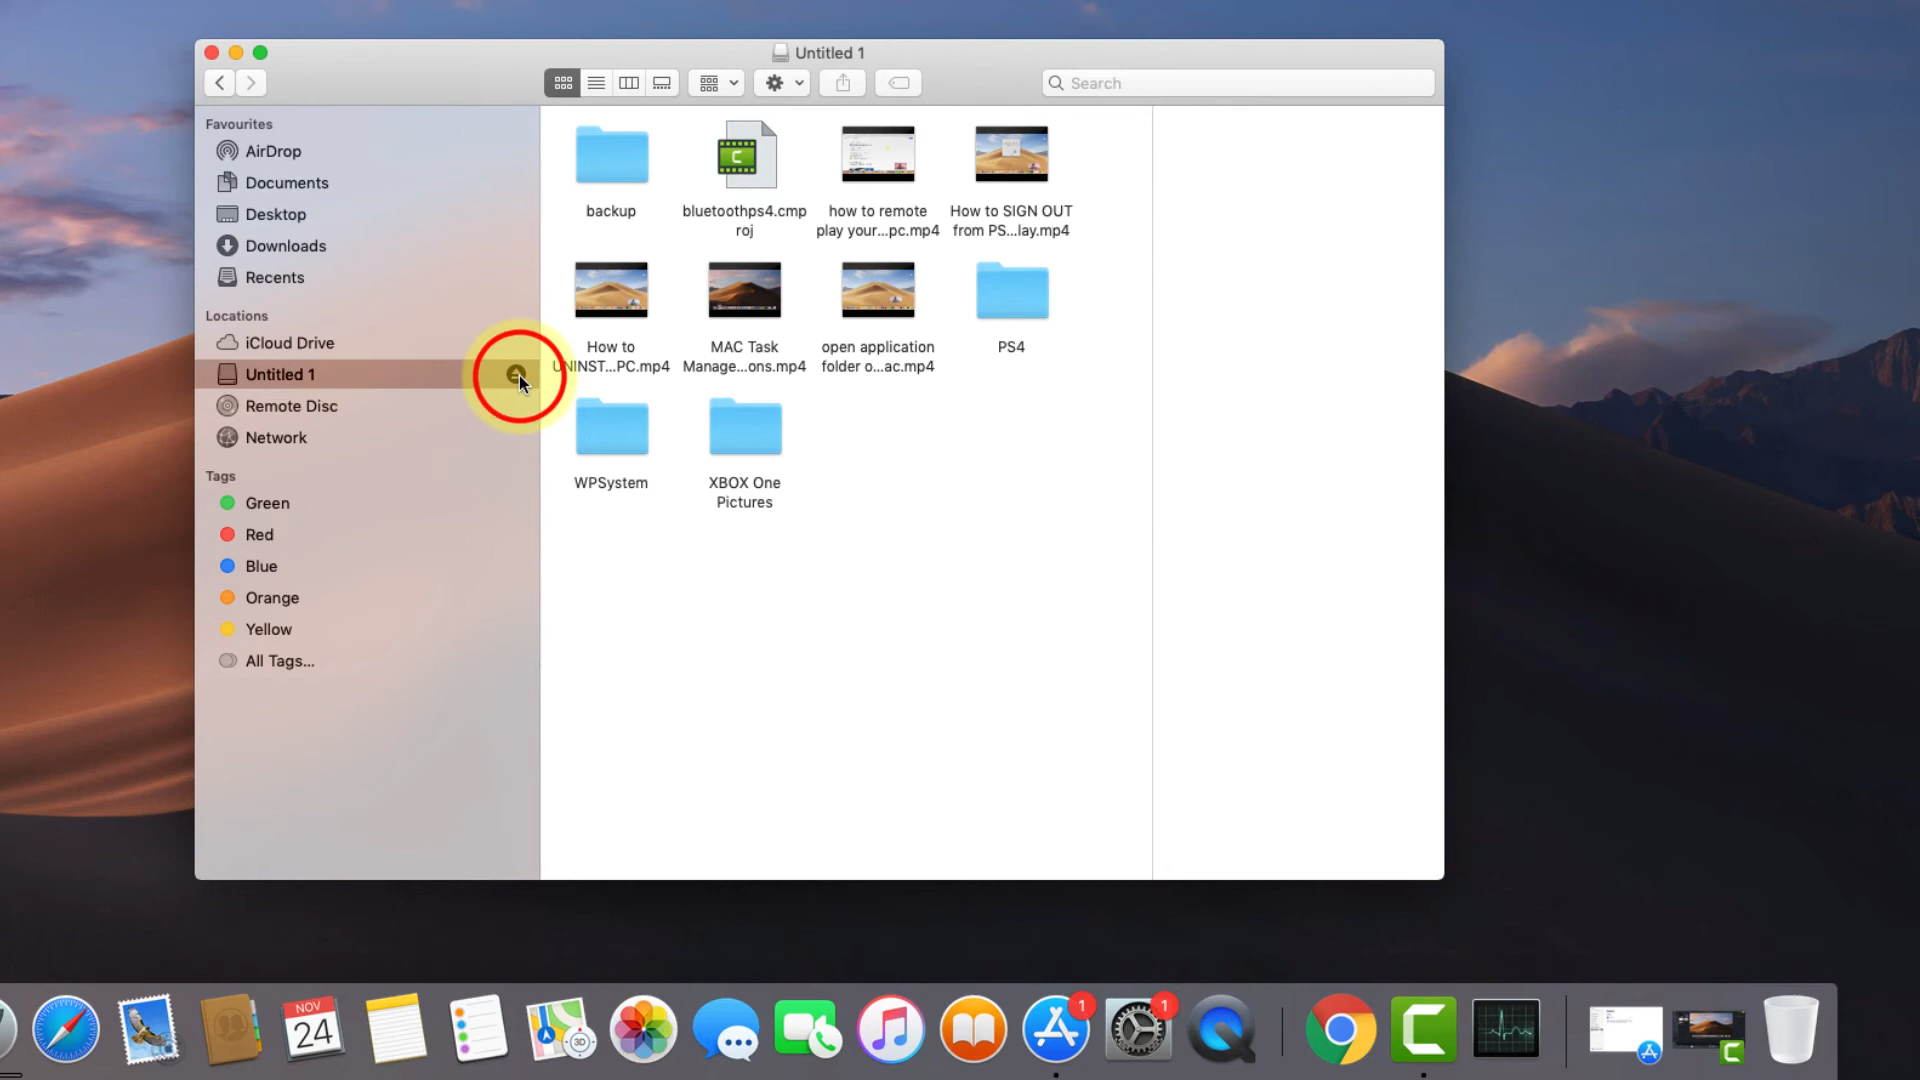 Untitled 1
Search
Favourites
AirDrop
Documents
Desktop
Downloads
Recents
Locations
iCloud Drive
Untitled 1
Remote Disc
Network
Tags
Green
Red
Blue
Orange
Yellow
All Tags...
backup
bluetoothps4.cmp
roj
how to remote
play your...pc.mp4
How to SIGN OUT
from PS...lay.mp4
How to
UNINST...PC.mp4
MAC Task
Manage...ons.mp4
open application
folder o...ac.mp4
PS4
WPSystem
XBOX One
Pictures
NOV
24
3D
1
1